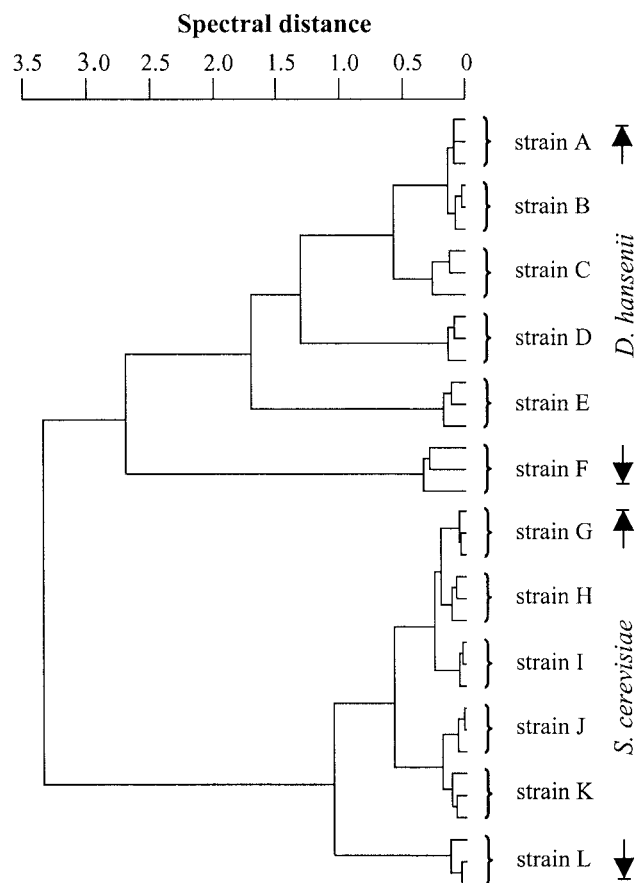 Spectral distance
3.5 3.0 2.5 2.0 1.5 1.0 0.5 0
strain A
strain B
strain C
strain D
strain E
strain F
D. hansenii
strain G
strain H
strain I
strain J
strain K
strain L
S. cerevisiae